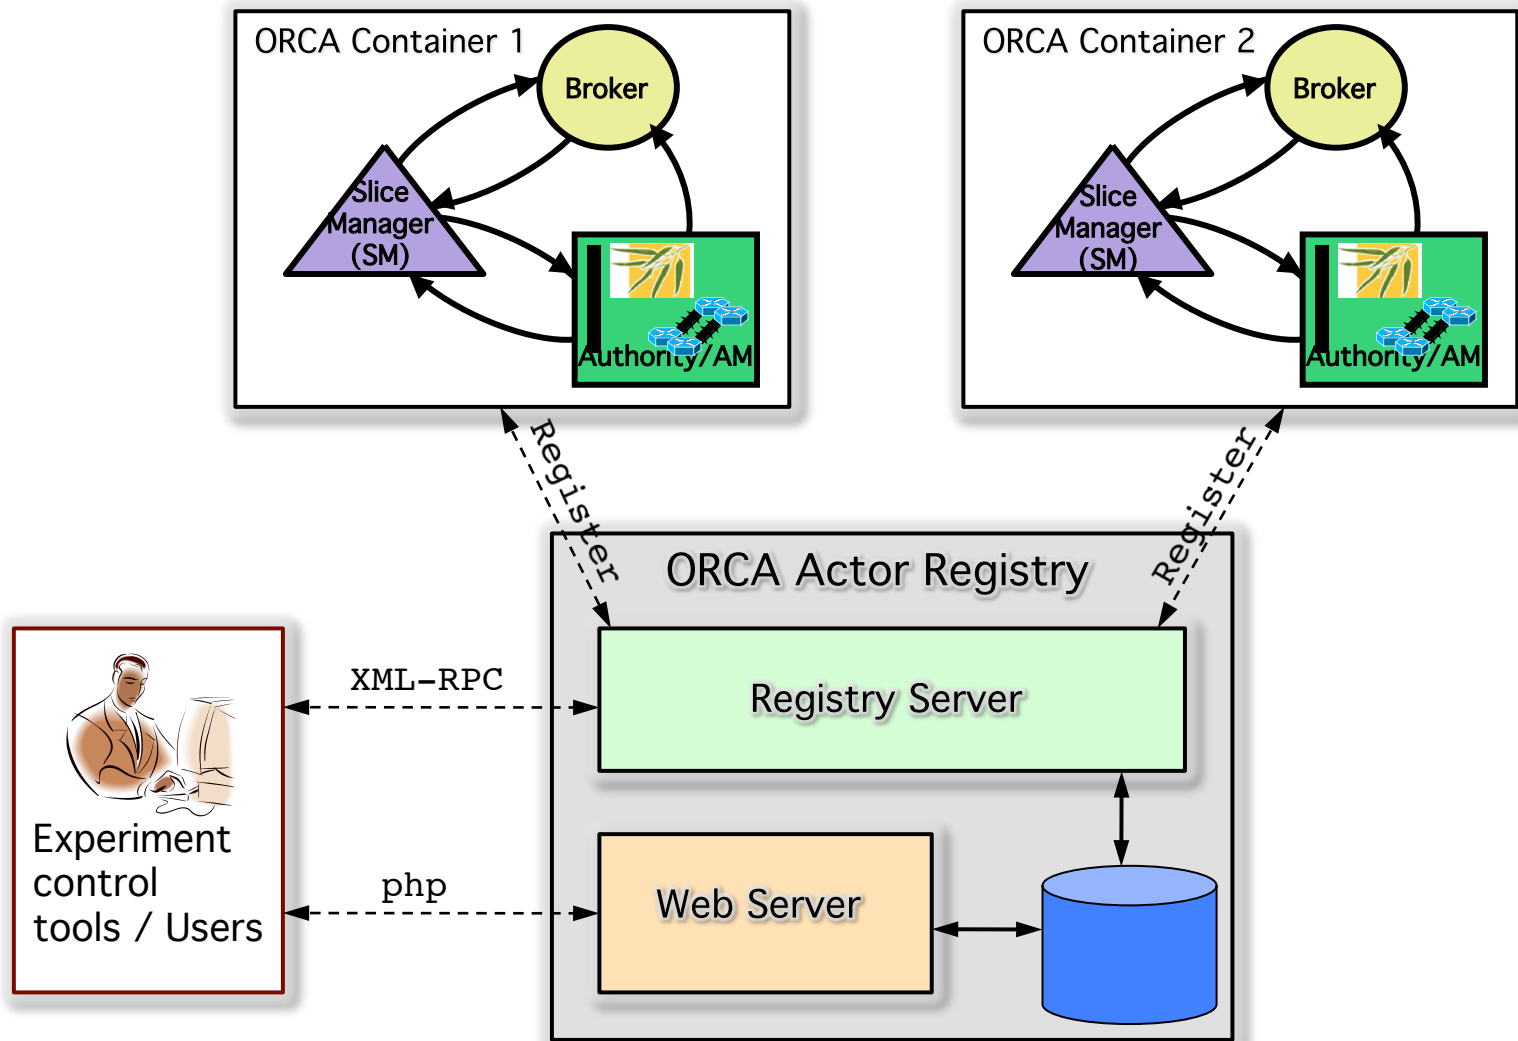 ORCA Container 1
Broker
Slice
Manager
(SM)
Authority/AM
ORCA Container 2
Broker
Slice
Manager
(SM)
Authority/AM
Register
Register
ORCA Actor Registry
XML-RPC
Registry Server
Experiment
control
tools / Users
php
Web Server